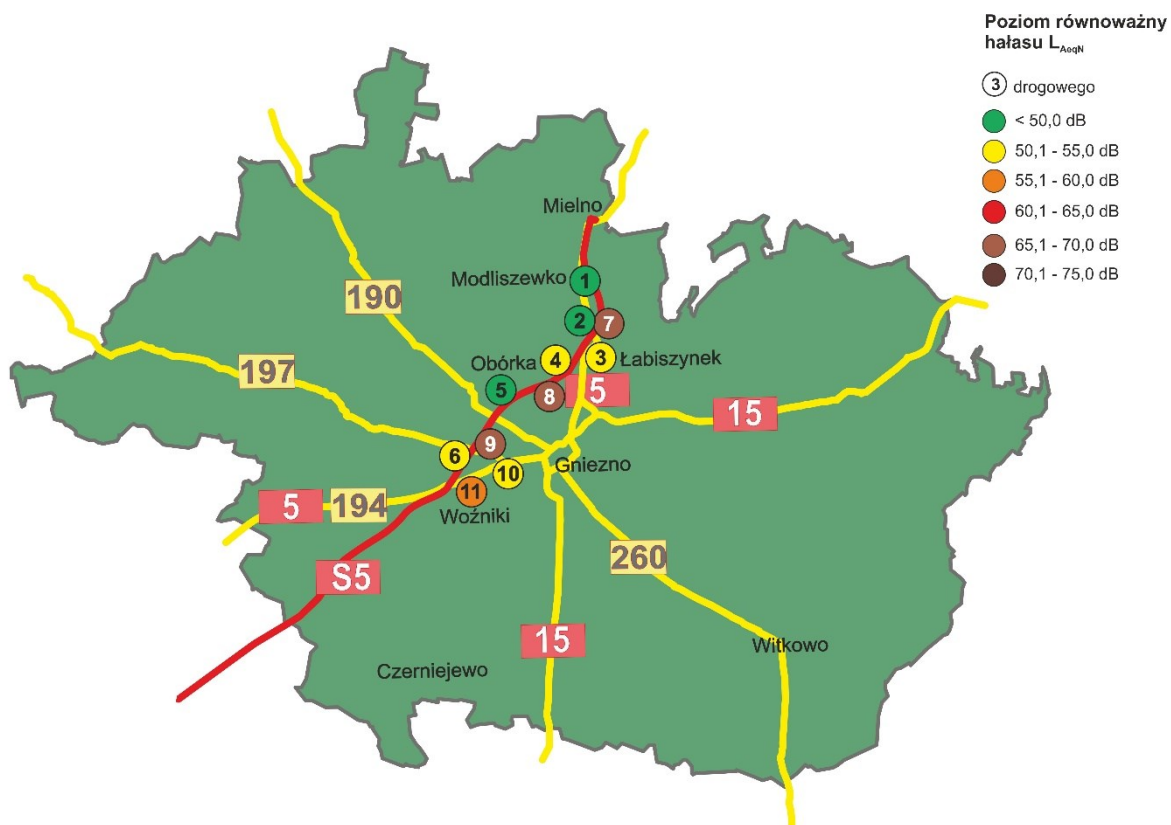 Poziom równoważny
hałasu LAeqN
3 drogowego
< 50,0 dB
50,1 - 55,0 dB
55,1 - 60,0 dB
60,1 - 65,0 dB
65,1 - 70,0 dB
70,1 - 75,0 dB
Mielno
Modliszewko
1
190
2
7
Obórka
4
3
Łabiszynek
197
5
8
5
15
9
6
10
Gniezno
11
5
194
Woźniki
260
S5
15
Witkowo
Czerniejewo